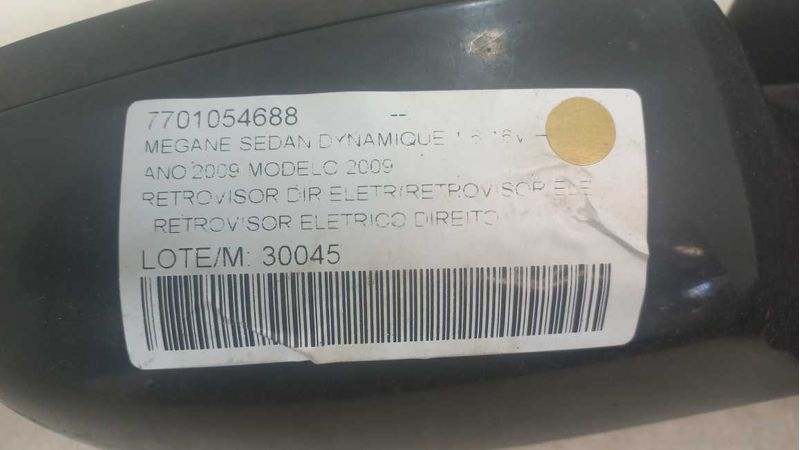 7701054688 --
MEGANE SEDAN DYNAMIQUE 1.6 16V
ANO 2009 MODELO 2009
RETROVISOR DIR ELETR/RETROVISOR ELE
RETROVISOR ELETRICO DIREITO
LOTE/M: 30045